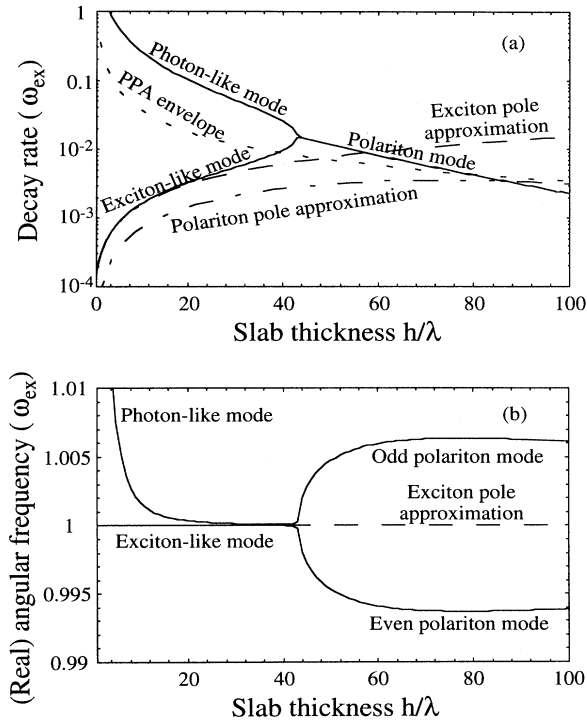 (a)
Decay rate ( ω_ex )
1
0.1
10^-2
10^-3
10^-4
Photon-like mode
PPA envelope
Exciton-like mode
Exciton pole
approximation
Polariton mode
Polariton pole approximation
0 20 40 60 80 100
Slab thickness h/λ
(b)
(Real) angular frequency ( ω_ex )
1.01
1.005
1
0.995
0.99
Photon-like mode
Odd polariton mode
Exciton pole
approximation
Exciton-like mode
Even polariton mode
0 20 40 60 80 100
Slab thickness h/λ